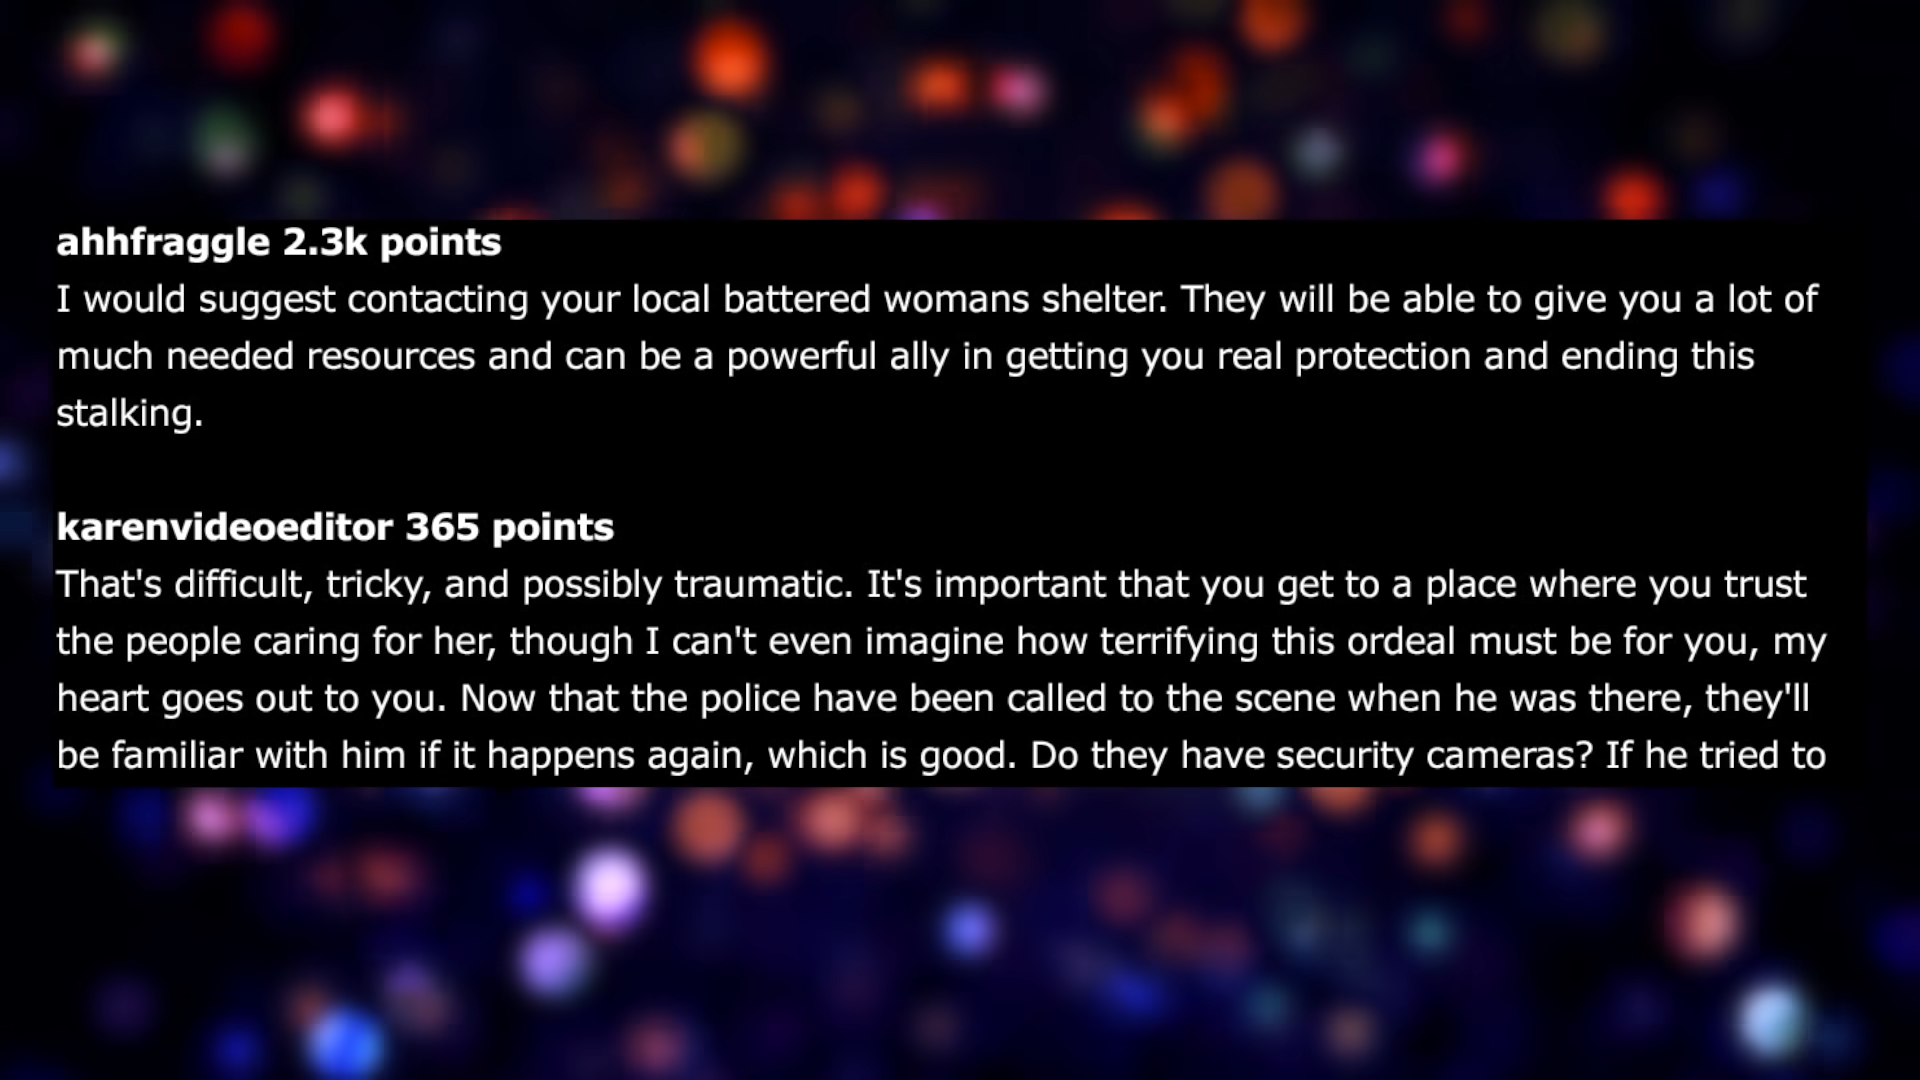 ahhfraggle 2.3k points
I would suggest contacting your local battered womans shelter. They will be able to give you a lot of
much needed resources and can be a powerful ally in getting you real protection and ending this
stalking.
karenvideoeditor 365 points
That's difficult, tricky, and possibly traumatic. It's important that you get to a place where you trust
the people caring for her, though I can't even imagine how terrifying this ordeal must be for you, my
heart goes out to you. Now that the police have been called to the scene when he was there, they'll
be familiar with him if it happens again, which is good. Do they have security cameras? If he tried to